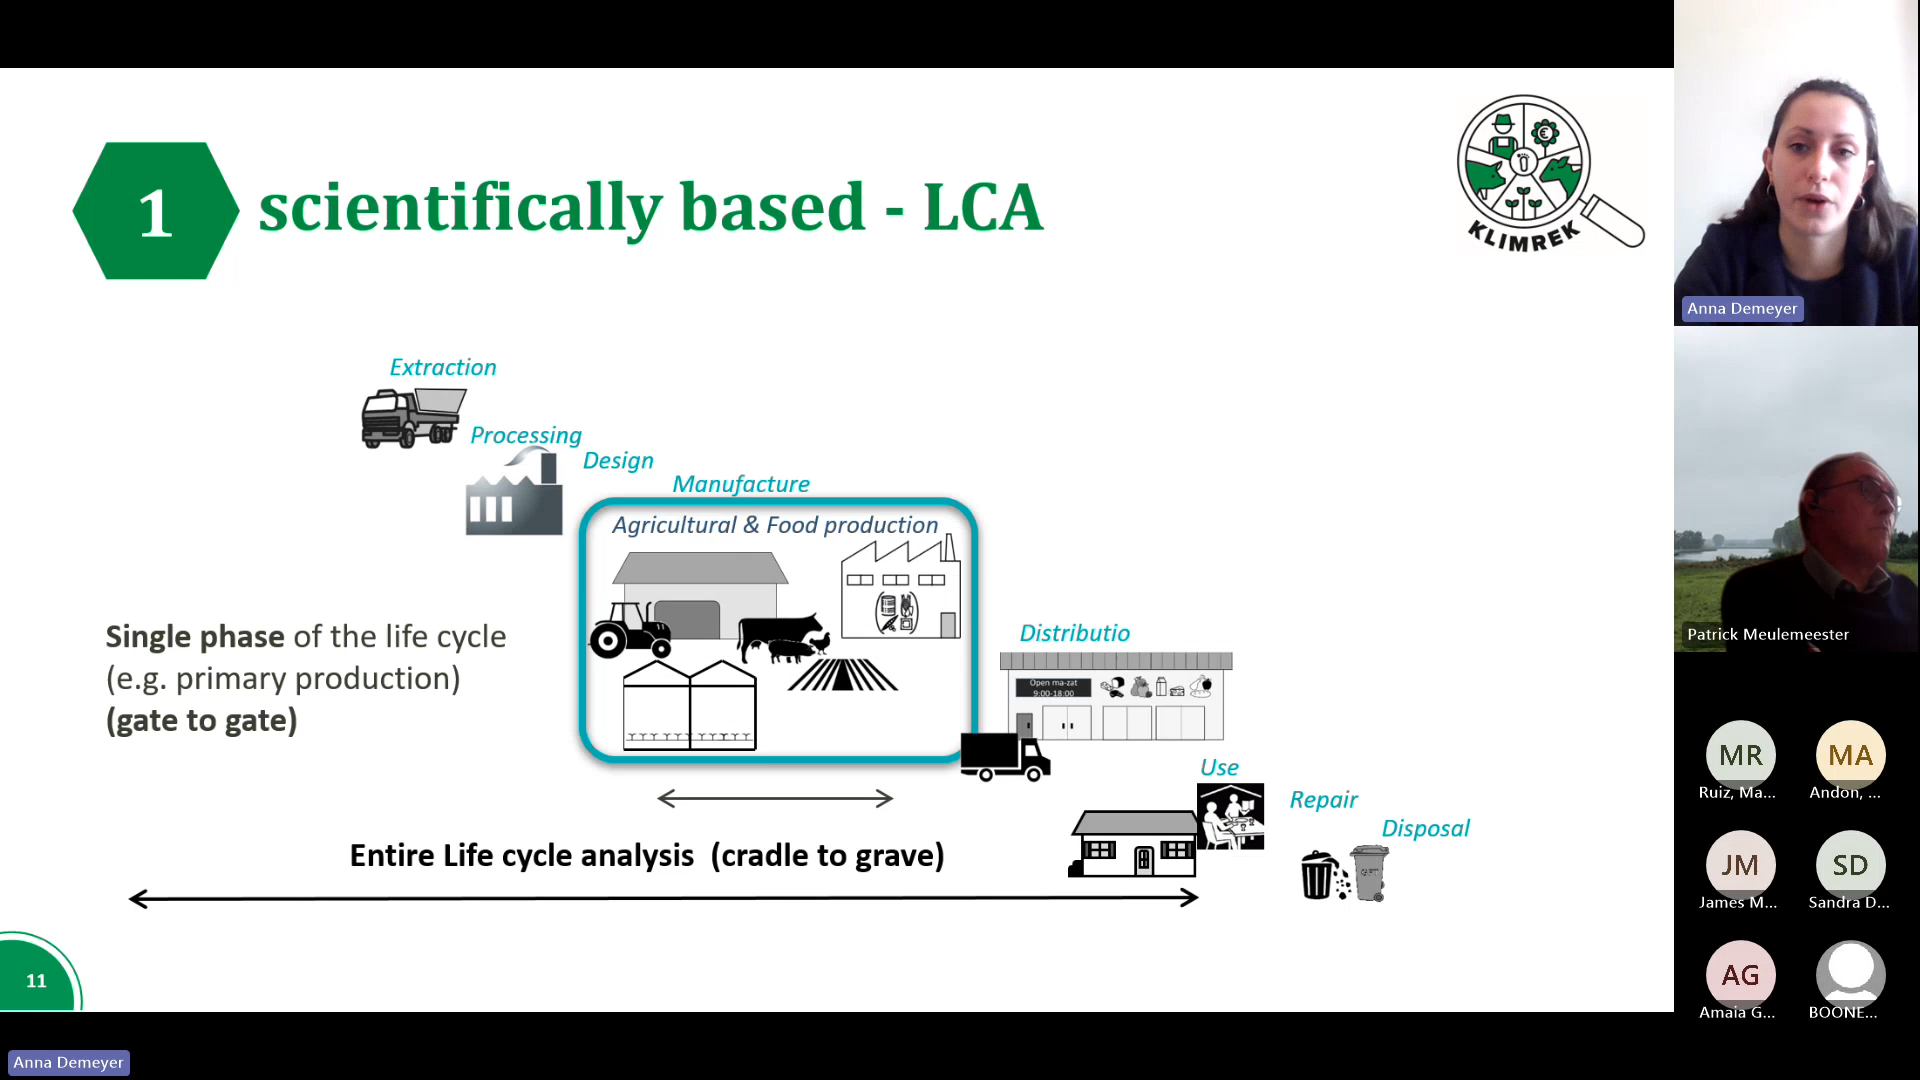 1
scientifically based - LCA
KLIMREK
Extraction
Processing
Design
Manufacture
Agricultural & Food production
Single phase of the life cycle
(e.g. primary production)
(gate to gate)
Distributio
Open ma-zat
9:00-18:00
Use
Repair
Disposal
Entire Life cycle analysis (cradle to grave)
11
Anna Demeyer
Anna Demeyer
Patrick Meulemeester
MR
MA
Ruiz, Ma...
Andon, ...
JM
SD
James M...
Sandra D...
AG
Amaia G...
BOONE...